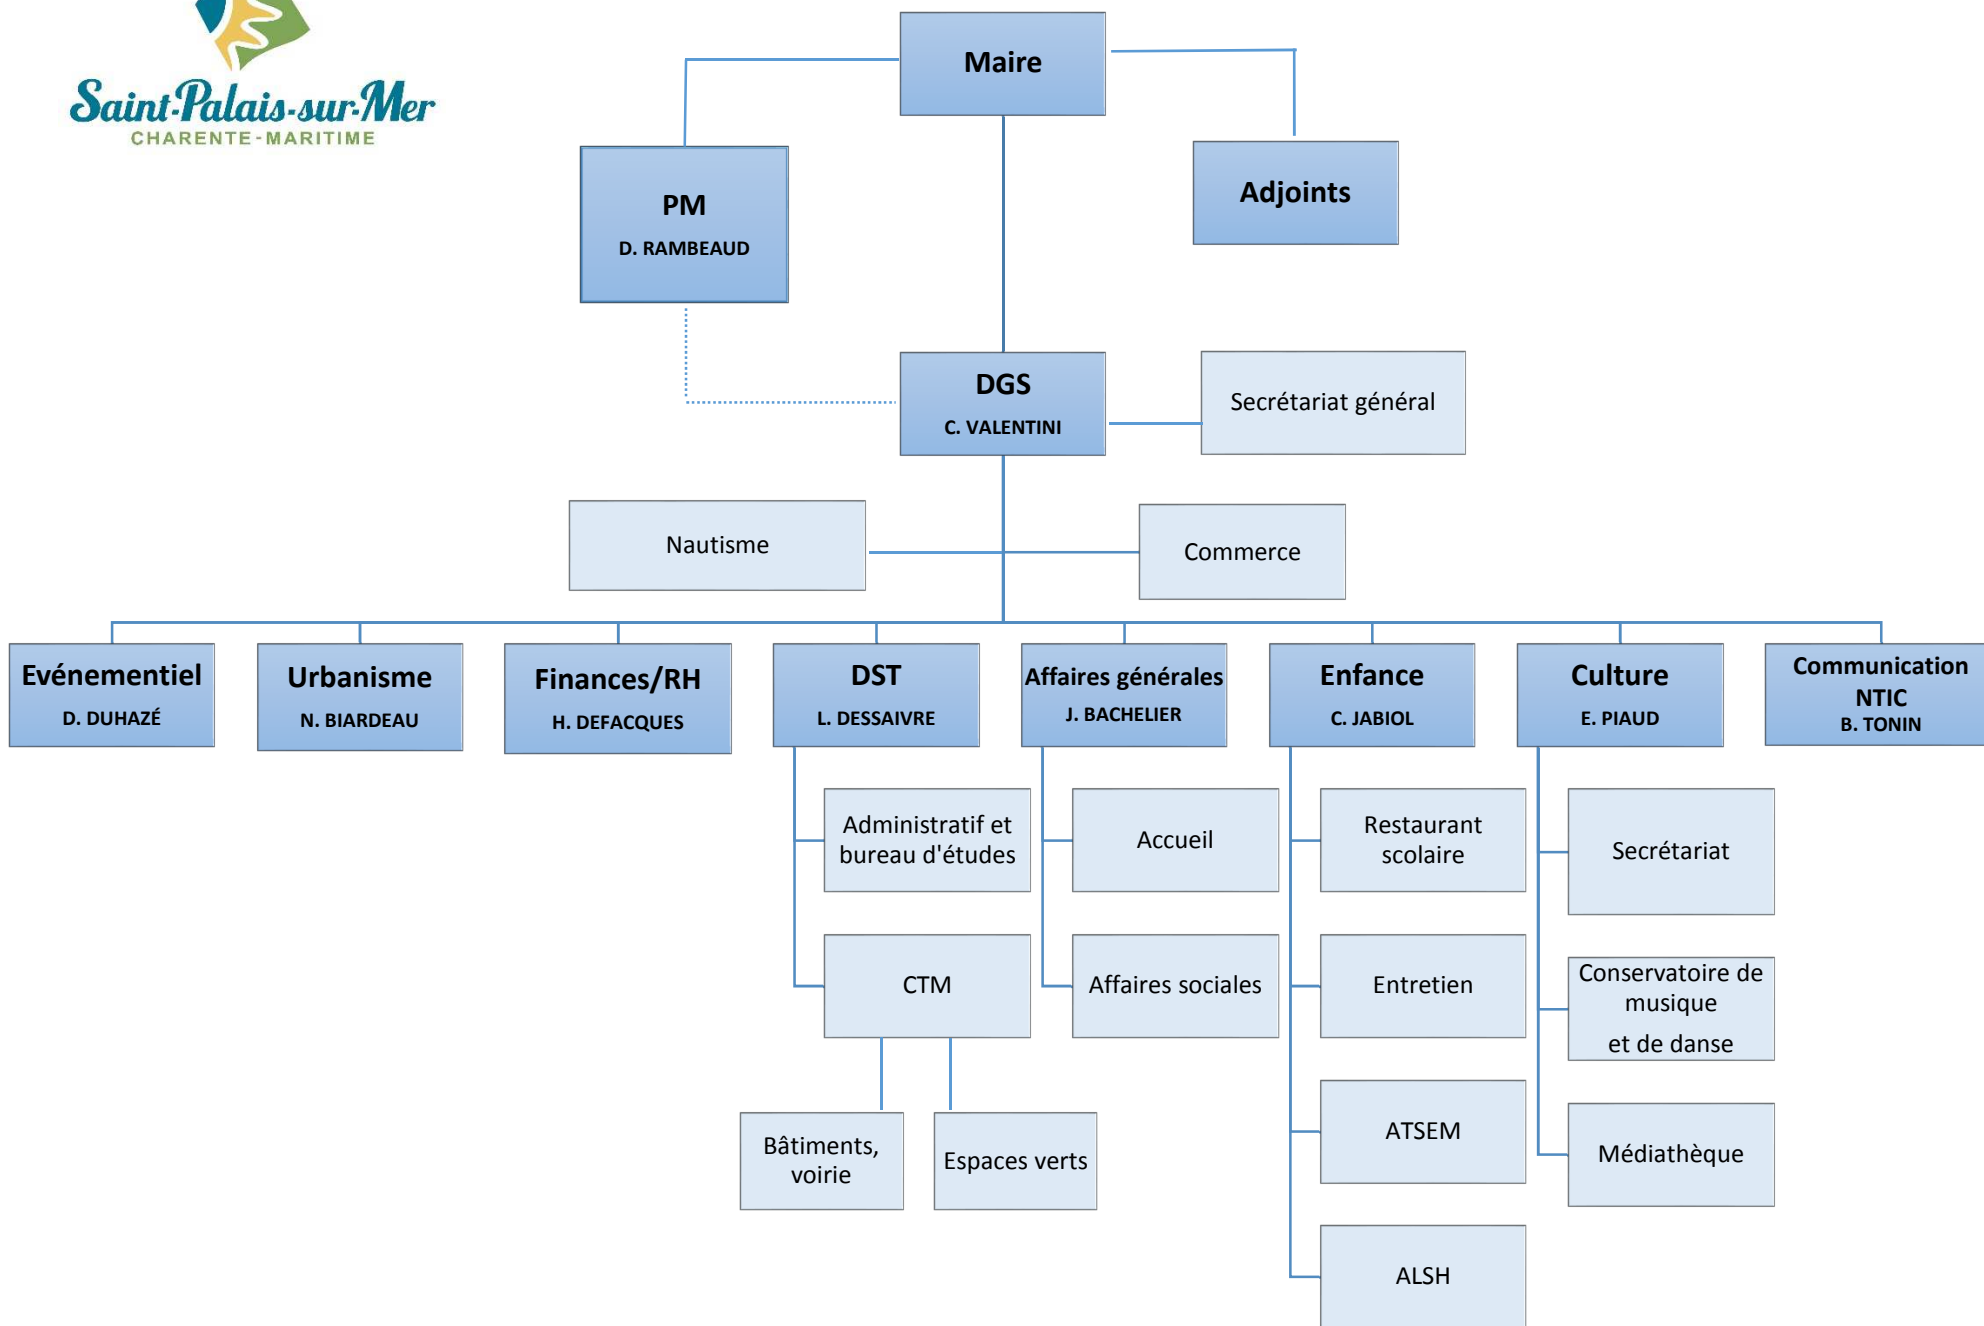 Saint-Palais-sur-Mer
CHARENTE-MARITIME
Maire
PM
D. RAMBEAUD
Adjoints
DGS
C. VALENTINI
Secrétariat général
Nautisme
Commerce
Evénementiel
D. DUHAZÉ
Urbanisme
N. BIARDEAU
Finances/RH
H. DEFACQUES
DST
L. DESSAIVRE
Affaires générales
J. BACHELIER
Enfance
C. JABIOL
Culture
E. PIAUD
Communication
NTIC
B. TONIN
Administratif et
bureau d'études
CTM
Bâtiments,
voirie
Espaces verts
Accueil
Affaires sociales
Restaurant
scolaire
Entretien
ATSEM
ALSH
Secrétariat
Conservatoire de
musique
et de danse
Médiathèque